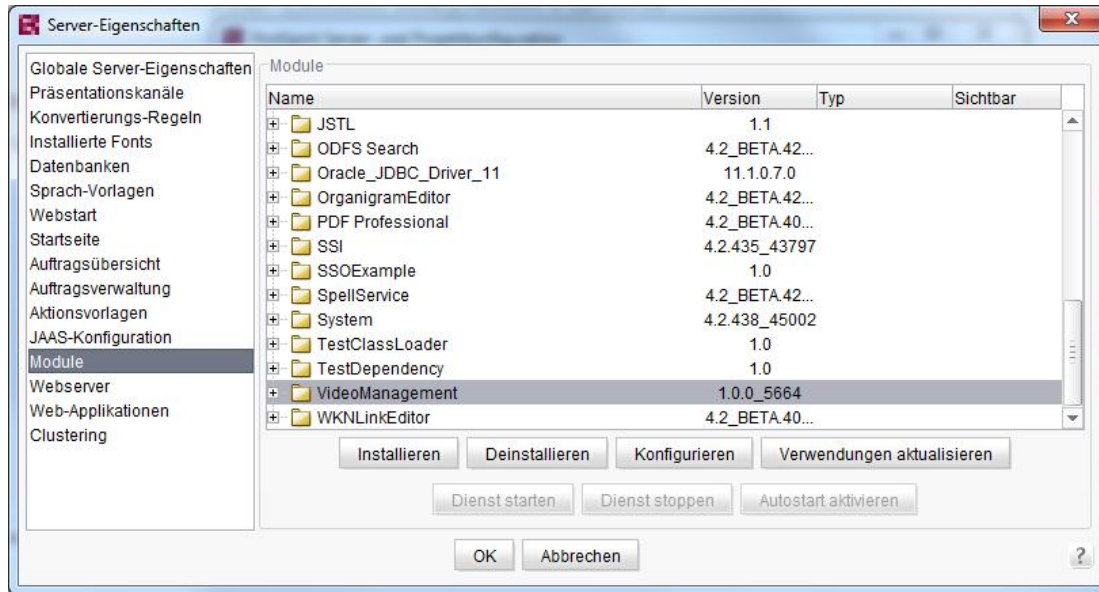 Server-Eigenschaften
Globale Server-Eigenschaften
Präsentationskanäle
Konvertierungs-Regeln
Installierte Fonts
Datenbanken
Sprach-Vorlagen
Webstart
Startseite
Auftragsübersicht
Auftragsverwaltung
Aktionsvorlagen
JAAS-Konfiguration
Module
Webserver
Web-Applikationen
Clustering
Module
Name Version Typ Sichtbar
JSTL 1.1
ODFS Search 4.2_BETA.42...
Oracle_JDBC_Driver_11 11.1.0.7.0
OrganigramEditor 4.2_BETA.42...
PDF Professional 4.2_BETA.40...
SSI 4.2.435_43797
SSOExample 1.0
SpellService 4.2_BETA.42...
System 4.2.438_45002
TestClassLoader 1.0
TestDependency 1.0
VideoManagement 1.0.0_5664
WKNLinkEditor 4.2_BETA.40...
Installieren Deinstallieren Konfigurieren Verwendungen aktualisieren
Dienst starten Dienst stoppen Autostart aktivieren
OK Abbrechen ?